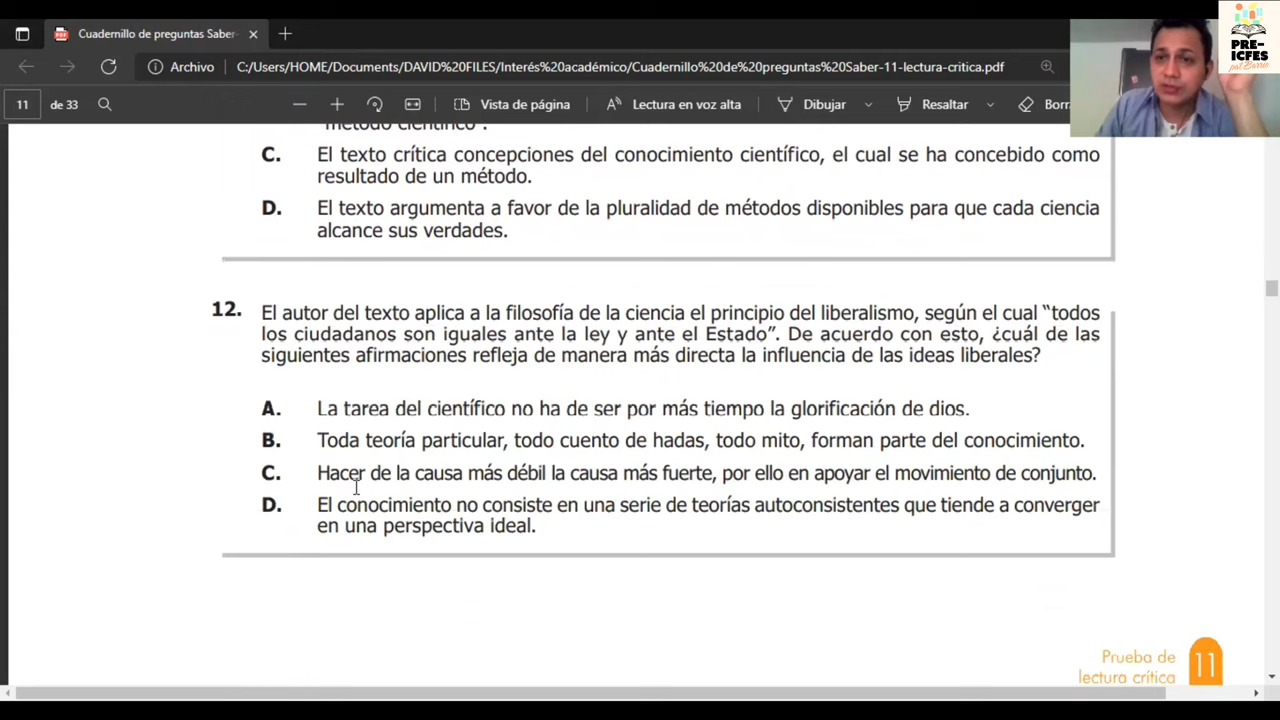 Cuadernillo de preguntas Saber-
PRE-
ICFES
pal Barrio
Archivo
C:/Users/HOME/Documents/DAVID%20FILES/Interés%20académico/Cuadernillo%20de%20preguntas%20Saber-11-lectura-critica.pdf
11 de 33
Vista de página
Lectura en voz alta
Dibujar
Resaltar
Borra
"método científico".
C. El texto crítica concepciones del conocimiento científico, el cual se ha concebido como
resultado de un método.
D. El texto argumenta a favor de la pluralidad de métodos disponibles para que cada ciencia
alcance sus verdades.
12. El autor del texto aplica a la filosofía de la ciencia el principio del liberalismo, según el cual “todos
los ciudadanos son iguales ante la ley y ante el Estado”. De acuerdo con esto, ¿cuál de las
siguientes afirmaciones refleja de manera más directa la influencia de las ideas liberales?
A. La tarea del científico no ha de ser por más tiempo la glorificación de dios.
B. Toda teoría particular, todo cuento de hadas, todo mito, forman parte del conocimiento.
C. Hacer de la causa más débil la causa más fuerte, por ello en apoyar el movimiento de conjunto.
D. El conocimiento no consiste en una serie de teorías autoconsistentes que tiende a converger
en una perspectiva ideal.
Prueba de
lectura crítica
11